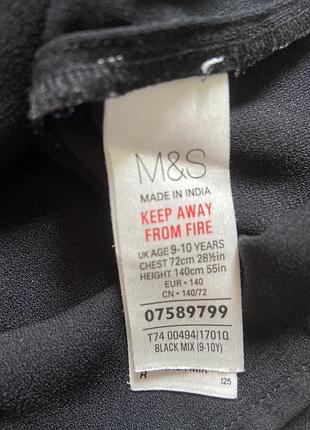 M&S
MADE IN INDIA
KEEP AWAY
FROM FIRE
UK AGE 9-10 YEARS
CHEST 72cm 28½in
HEIGHT 140cm 55in
EUR • 140
CN • 140/72
07589799
T74 00494/1701Q
BLACK MIX (9-10Y)
125